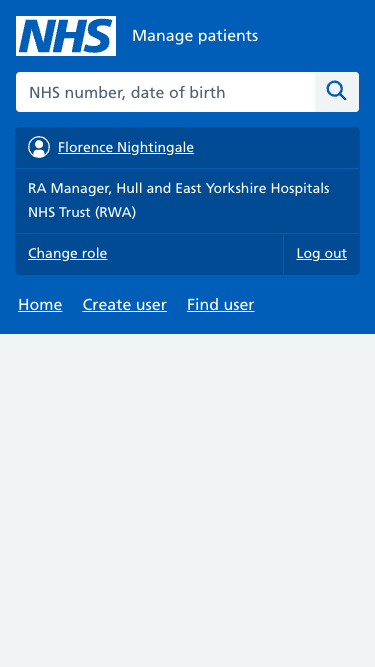 NHS
Manage patients
NHS number, date of birth
Florence Nightingale
RA Manager, Hull and East Yorkshire Hospitals
NHS Trust (RWA)
Change role
Log out
Home Create user Find user